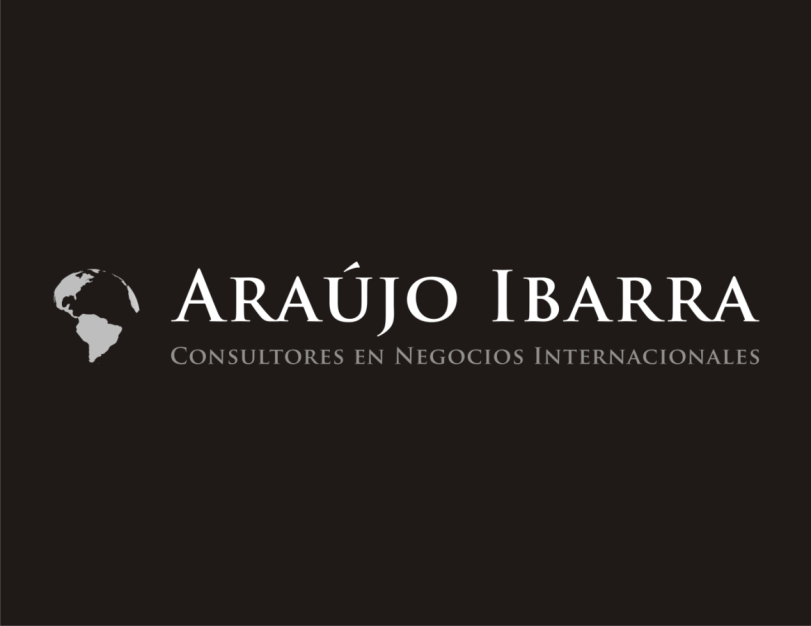 ARAÚJO IBARRA
CONSULTORES EN NEGOCIOS INTERNACIONALES